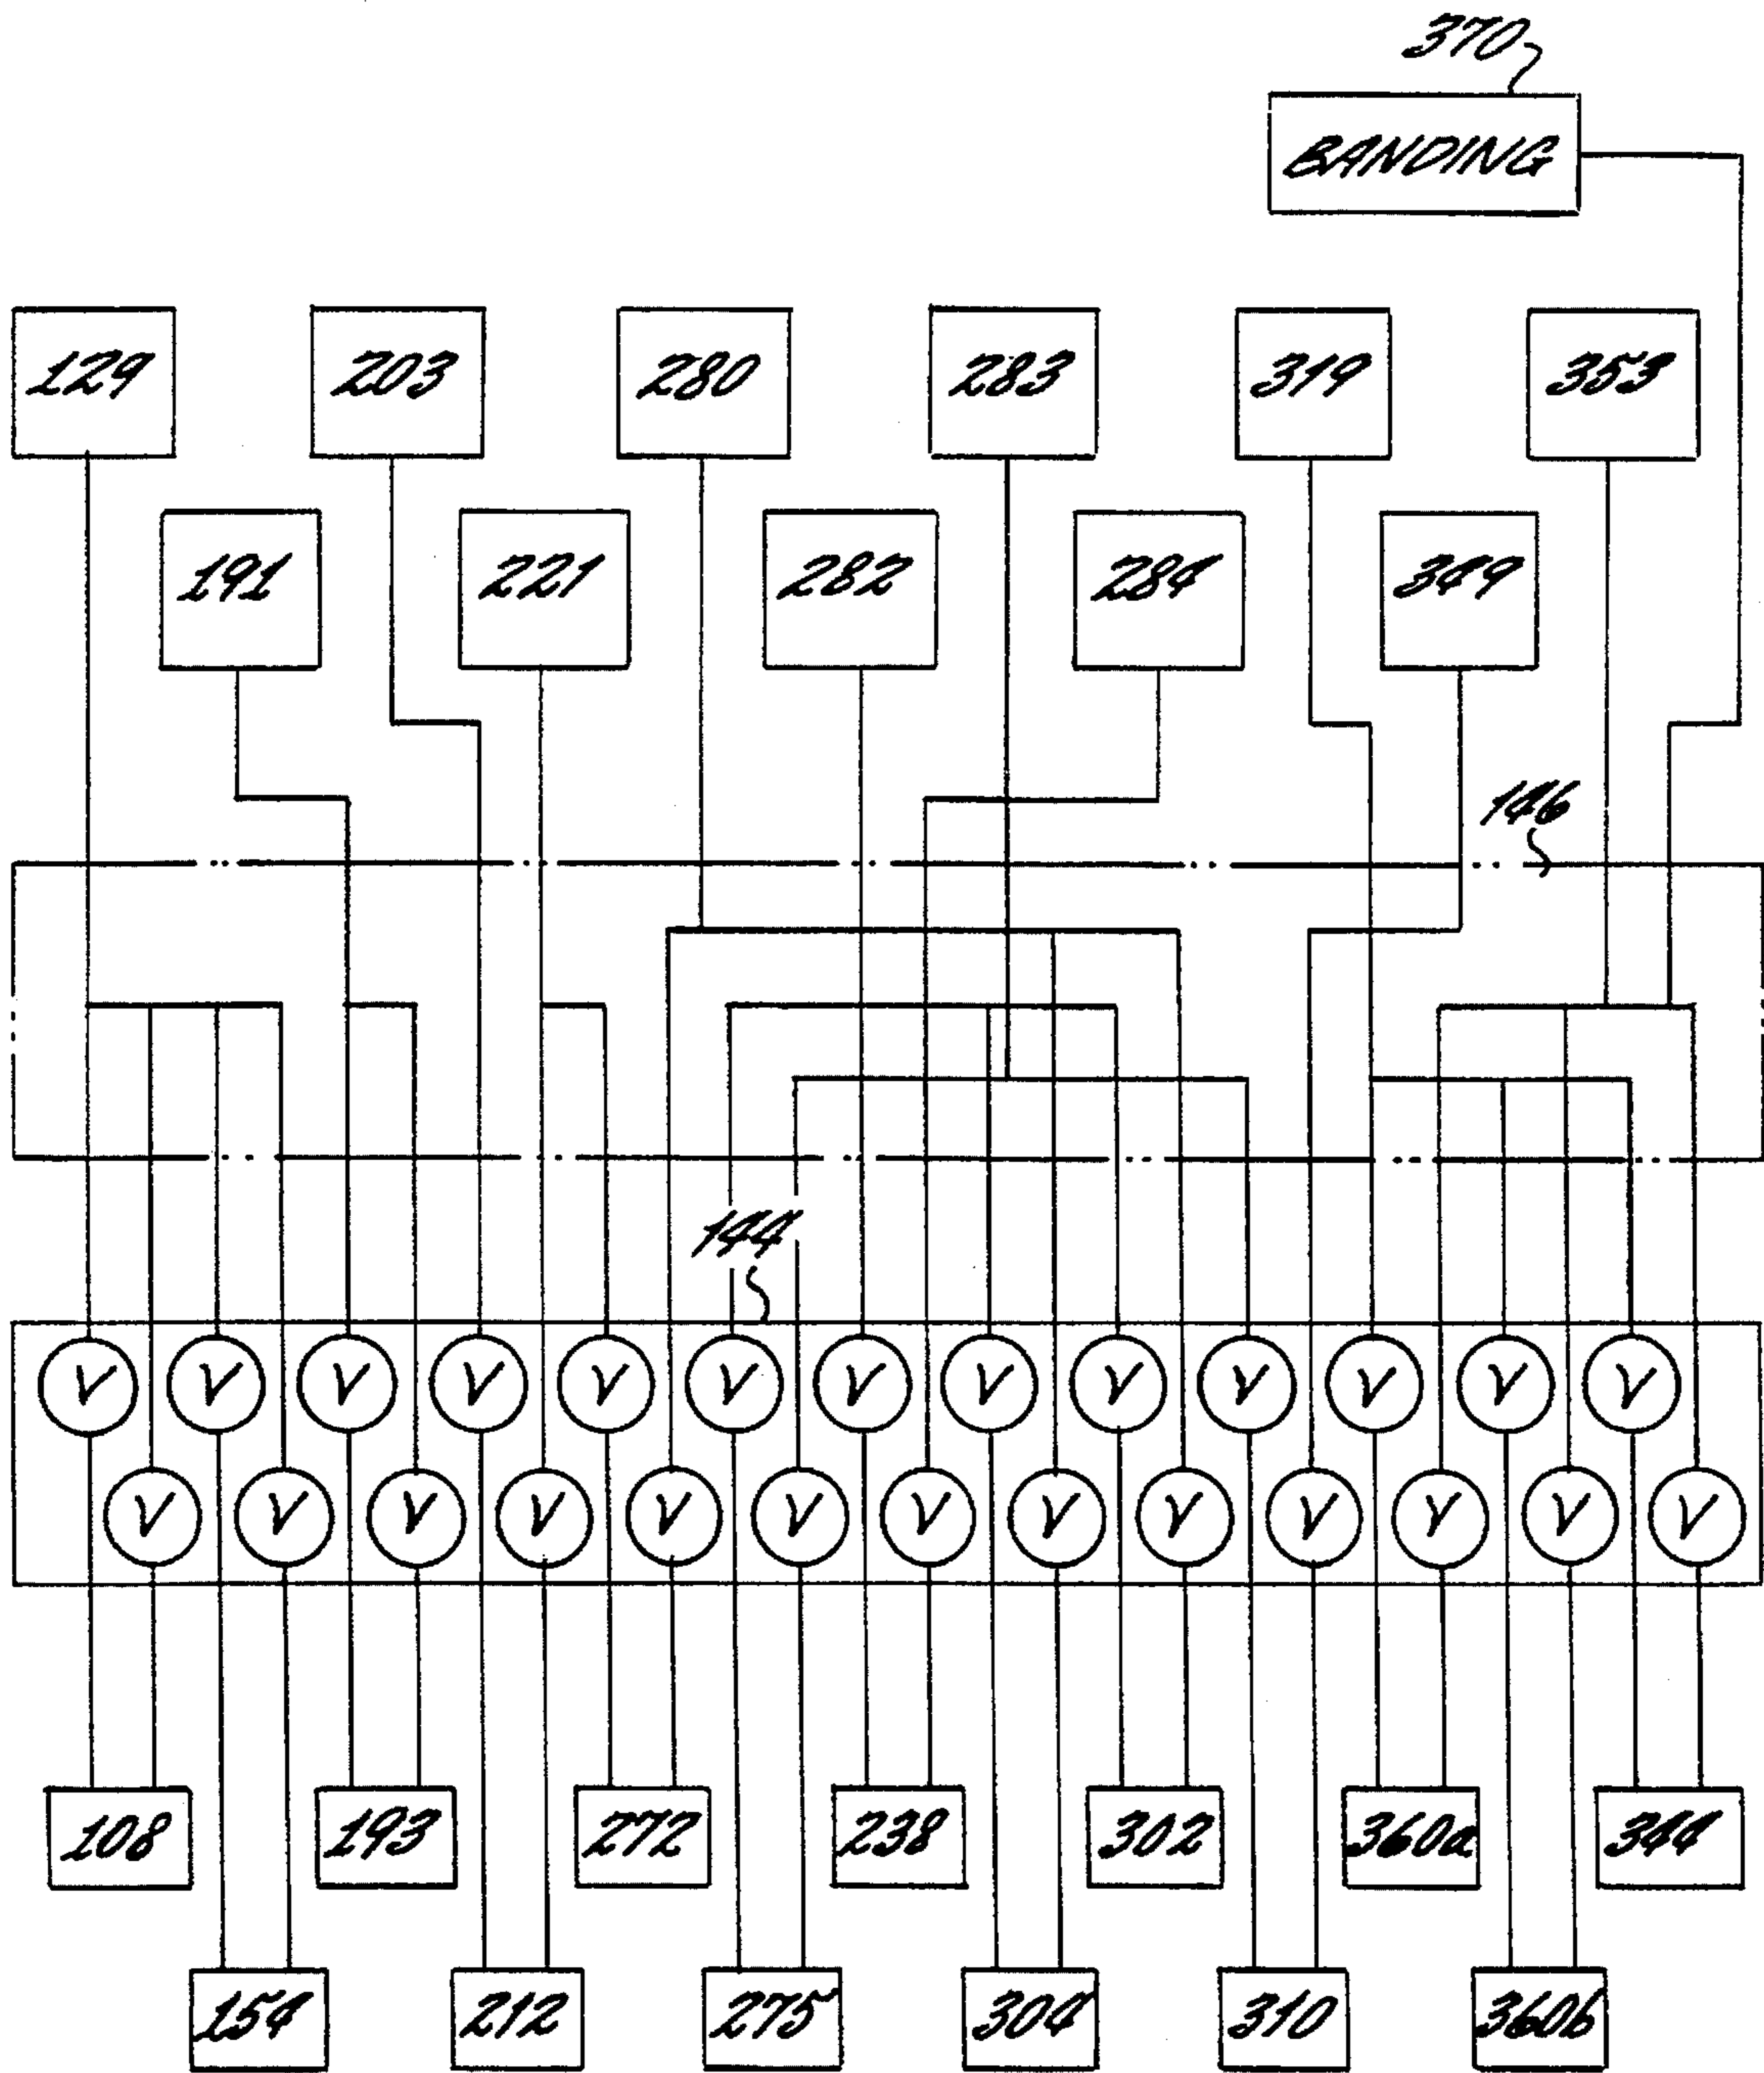 370
BANDING
129 203 280 283 319 353
191 221 282 284 349
146
144
V V V V V V V V V V V V V
V V V V V V V V V V V V V
108 193 272 238 302 360a 344
154 212 275 304 310 360b